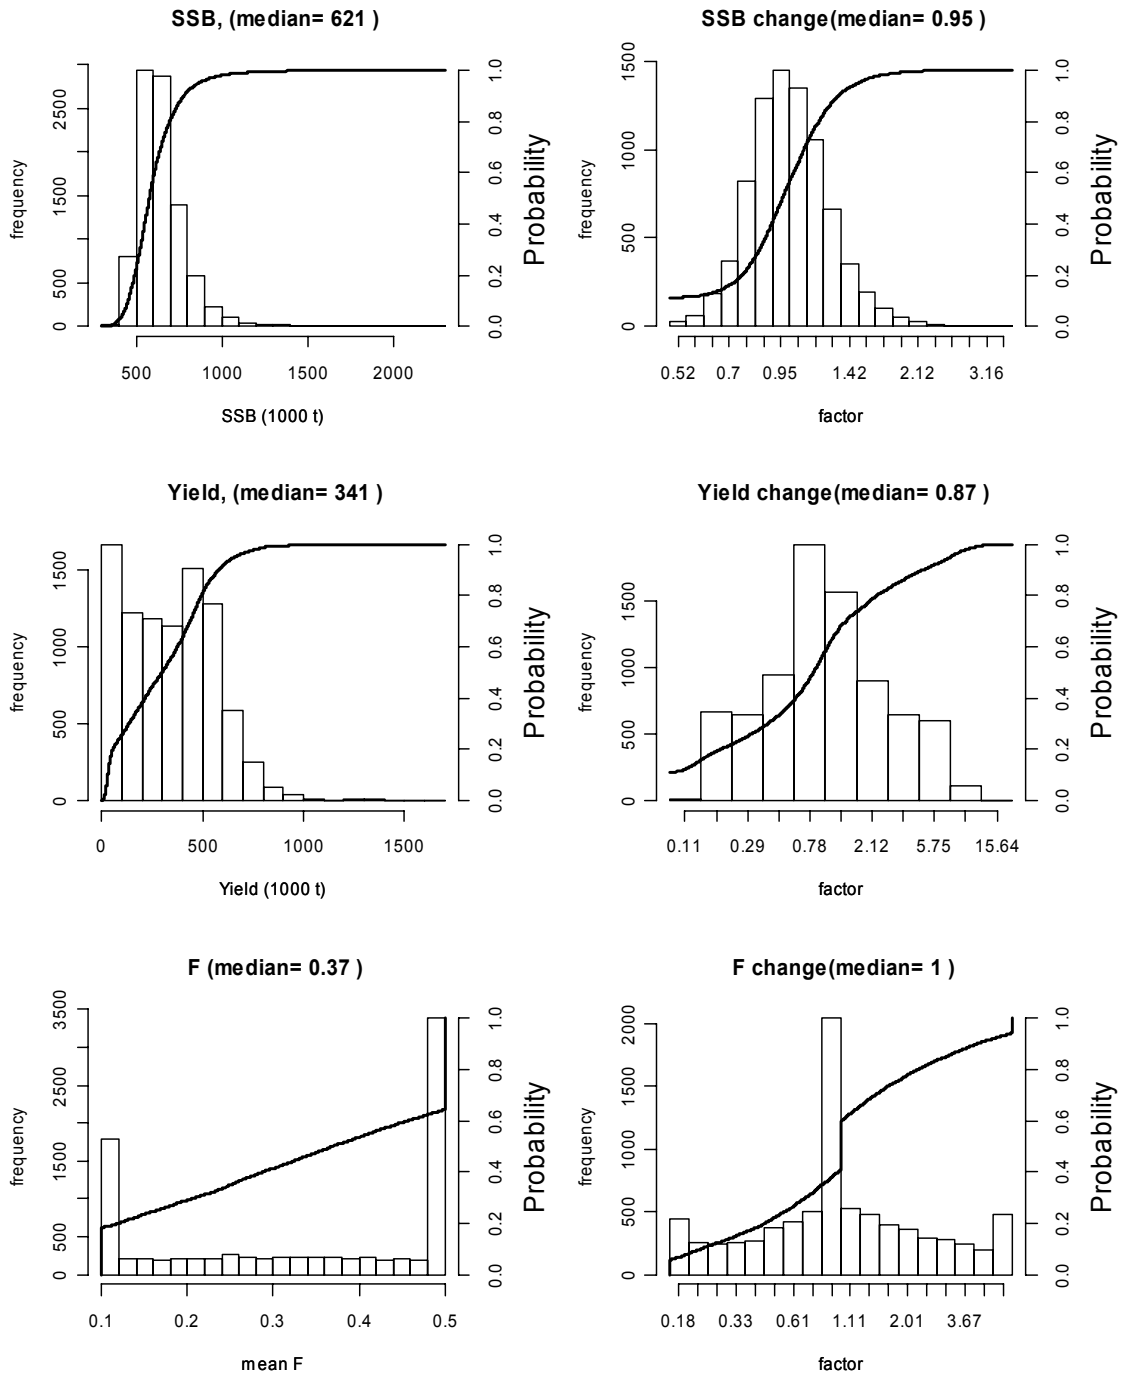 SSB, (median= 621 )
frequency
0 500 1500 2500
500 1000 1500 2000
SSB (1000 t)
0.0 0.2 0.4 0.6 0.8 1.0
Probability
SSB change(median= 0.95 )
frequency
0 500 1000 1500
0.52 0.7 0.95 1.42 2.12 3.16
factor
0.0 0.2 0.4 0.6 0.8 1.0
Probability
Yield, (median= 341 )
frequency
0 500 1000 1500
0 500 1000 1500
Yield (1000 t)
0.0 0.2 0.4 0.6 0.8 1.0
Probability
Yield change(median= 0.87 )
frequency
0 500 1000 1500
0.11 0.29 0.78 2.12 5.75 15.64
factor
0.0 0.2 0.4 0.6 0.8 1.0
Probability
F (median= 0.37 )
frequency
0 500 1500 2500 3500
0.1 0.2 0.3 0.4 0.5
mean F
0.0 0.2 0.4 0.6 0.8 1.0
Probability
F change(median= 1 )
frequency
0 500 1000 1500 2000
0.18 0.33 0.61 1.11 2.01 3.67
factor
0.0 0.2 0.4 0.6 0.8 1.0
Probability